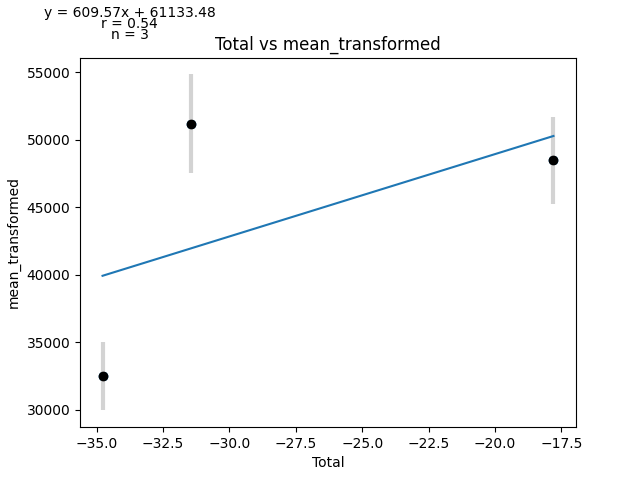 y = 609.57x + 61133.48
r = 0.54
n = 3
Total vs mean_transformed
55000
50000
45000
40000
35000
30000
mean_transformed
−35.0 −32.5 −30.0 −27.5 −25.0 −22.5 −20.0 −17.5
Total